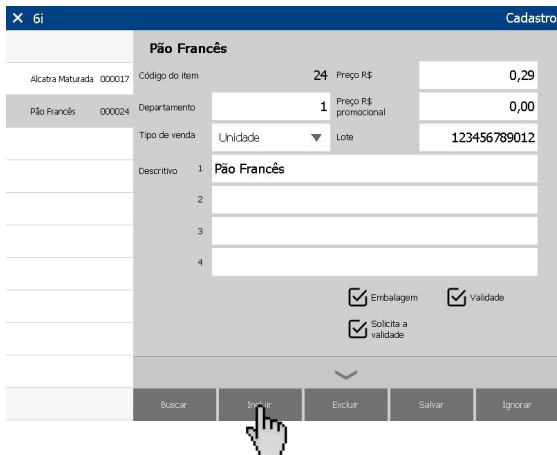 6i Cadastro
Pão Francês
Alcatra Maturada 000017
Pão Francês 000024
Código do item 24 Preço R$ 0,29
Departamento 1 Preço R$ promocional 0,00
Tipo de venda Unidade Lote 123456789012
Descritivo 1 Pão Francês
2
3
4
Embalagem Validade
Solicita a validade
Buscar Incluir Excluir Salvar Ignorar